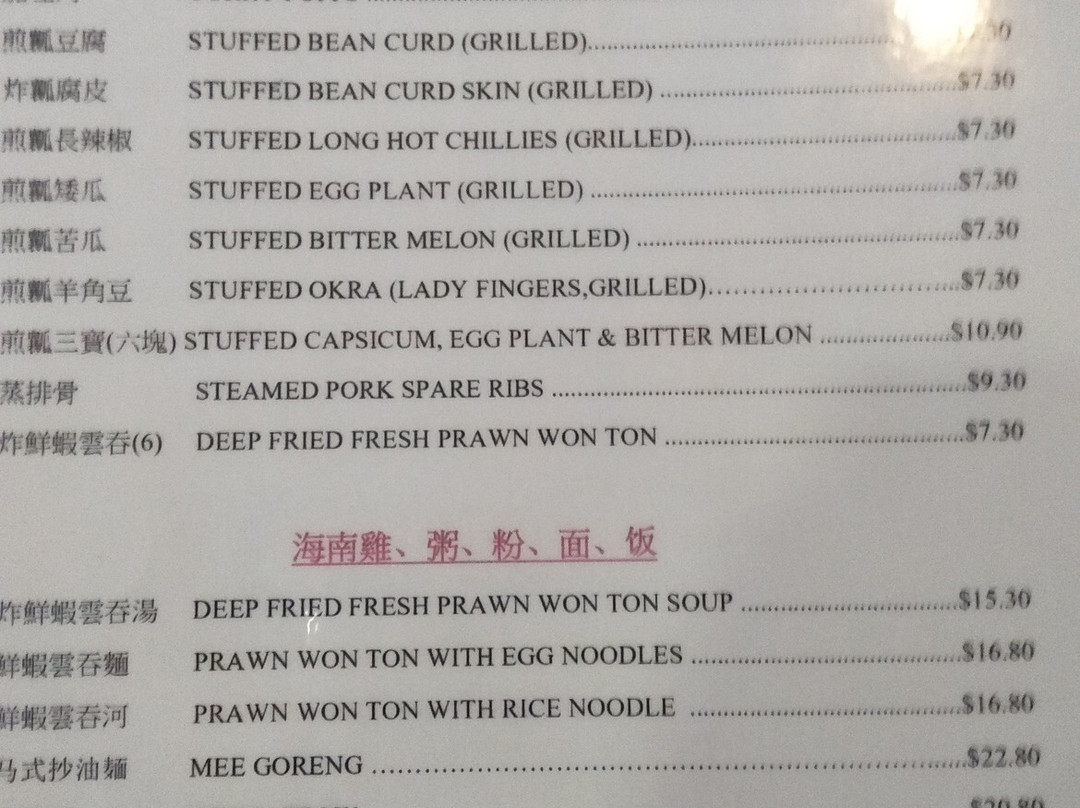 煎釀豆腐 STUFFED BEAN CURD (GRILLED)
炸釀腐皮 STUFFED BEAN CURD SKIN (GRILLED) $7.30
煎釀長辣椒 STUFFED LONG HOT CHILLIES (GRILLED) $7.30
煎釀矮瓜 STUFFED EGG PLANT (GRILLED) $7.30
煎釀苦瓜 STUFFED BITTER MELON (GRILLED) $7.30
煎釀羊角豆 STUFFED OKRA (LADY FINGERS,GRILLED) $7.30
煎釀三寶(六塊) STUFFED CAPSICUM, EGG PLANT & BITTER MELON $10.90
蒸排骨 STEAMED PORK SPARE RIBS $9.30
炸鮮蝦雲吞(6) DEEP FRIED FRESH PRAWN WON TON $7.30
海南雞、粥、粉、面、饭
炸鮮蝦雲吞湯 DEEP FRIED FRESH PRAWN WON TON SOUP $15.30
鮮蝦雲吞麵 PRAWN WON TON WITH EGG NOODLES $16.80
鮮蝦雲吞河 PRAWN WON TON WITH RICE NOODLE $16.80
马式抄油麵 MEE GORENG $22.80